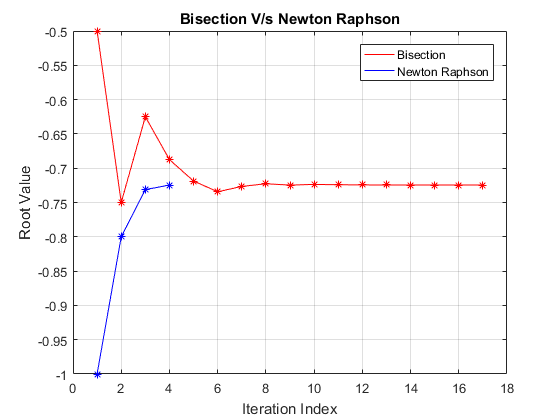 Bisection V/s Newton Raphson
Bisection
Newton Raphson
-0.5
-0.55
-0.6
-0.65
-0.7
-0.75
-0.8
-0.85
-0.9
-0.95
-1
Root Value
0 2 4 6 8 10 12 14 16 18
Iteration Index